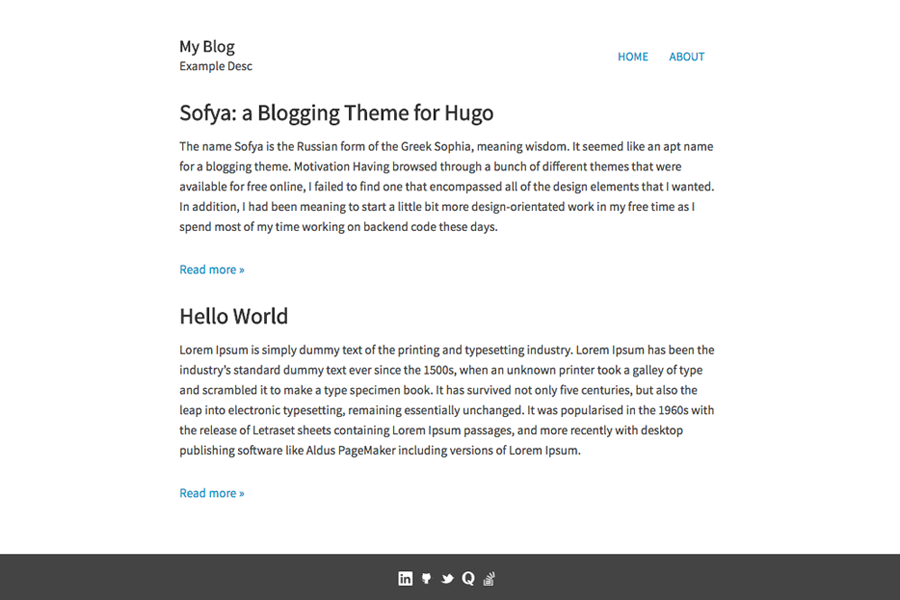 My Blog
Example Desc
HOME ABOUT
Sofya: a Blogging Theme for Hugo
The name Sofya is the Russian form of the Greek Sophia, meaning wisdom. It seemed like an apt name
for a blogging theme. Motivation Having browsed through a bunch of different themes that were
available for free online, I failed to find one that encompassed all of the design elements that I wanted.
In addition, I had been meaning to start a little bit more design-orientated work in my free time as I
spend most of my time working on backend code these days.
Read more »
Hello World
Lorem Ipsum is simply dummy text of the printing and typesetting industry. Lorem Ipsum has been the
industry’s standard dummy text ever since the 1500s, when an unknown printer took a galley of type
and scrambled it to make a type specimen book. It has survived not only five centuries, but also the
leap into electronic typesetting, remaining essentially unchanged. It was popularised in the 1960s with
the release of Letraset sheets containing Lorem Ipsum passages, and more recently with desktop
publishing software like Aldus PageMaker including versions of Lorem Ipsum.
Read more »